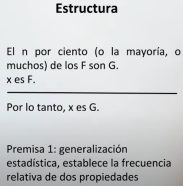 Estructura
El n por ciento (o la mayoría, o
muchos) de los F son G.
x es F.
Por lo tanto, x es G.
Premisa 1: generalización
estadística, establece la frecuencia
relativa de dos propiedades